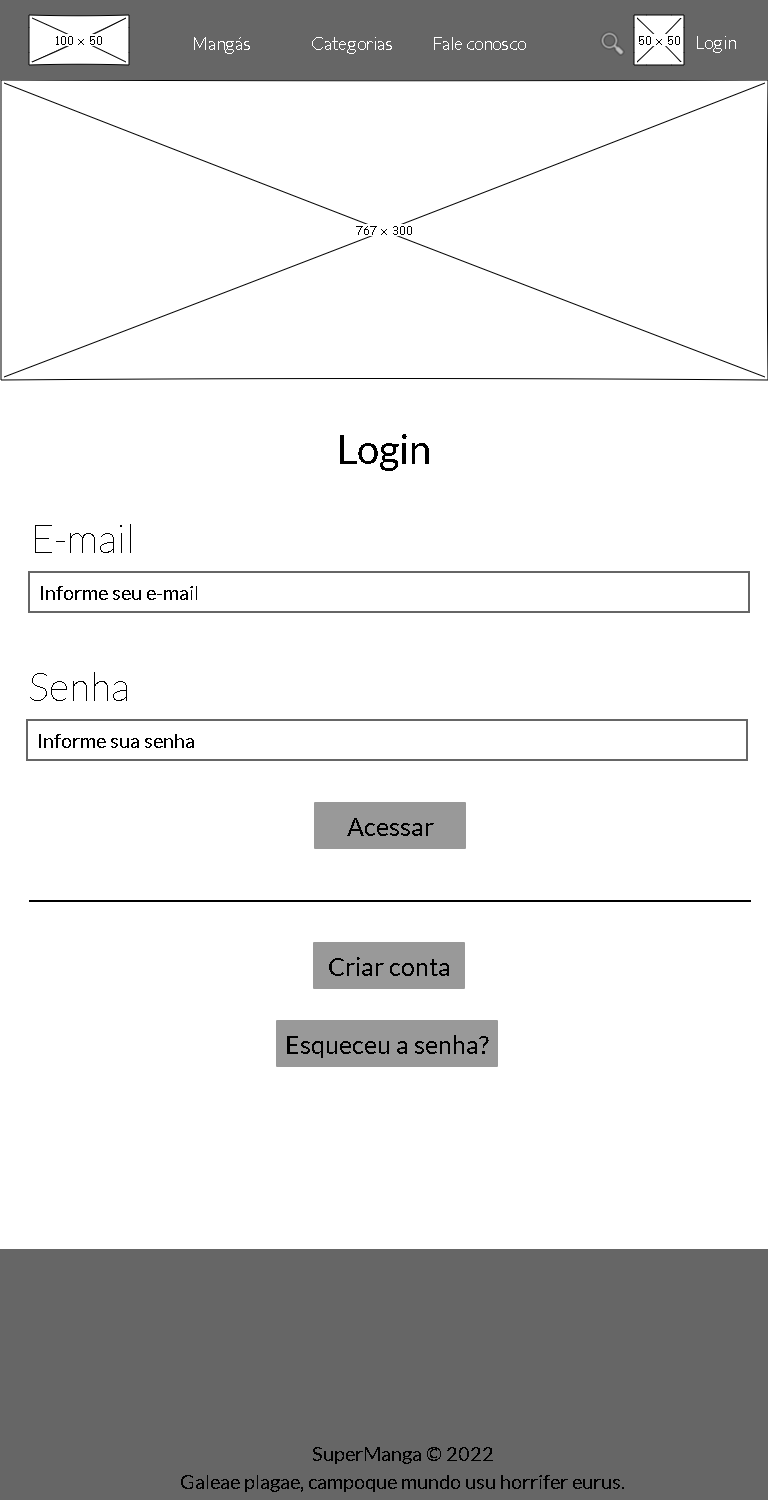 100 × 50
Mangás
Categorias
Fale conosco
50 × 50
Login
767 × 300
Login
E-mail
Informe seu e-mail
Senha
Informe sua senha
Acessar
Criar conta
Esqueceu a senha?
SuperManga © 2022
Galeae plagae, campoque mundo usu horrifer eurus.